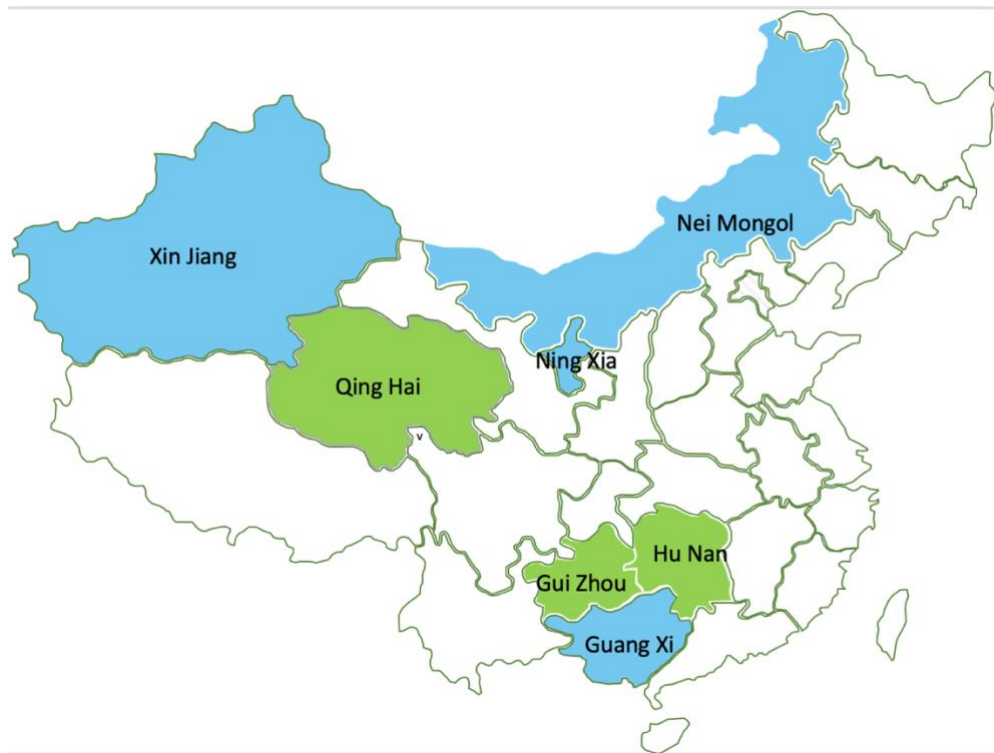 Nei Mongol
Xin Jiang
Ning Xia
Qing Hai
v
Hu Nan
Gui Zhou
Guang Xi